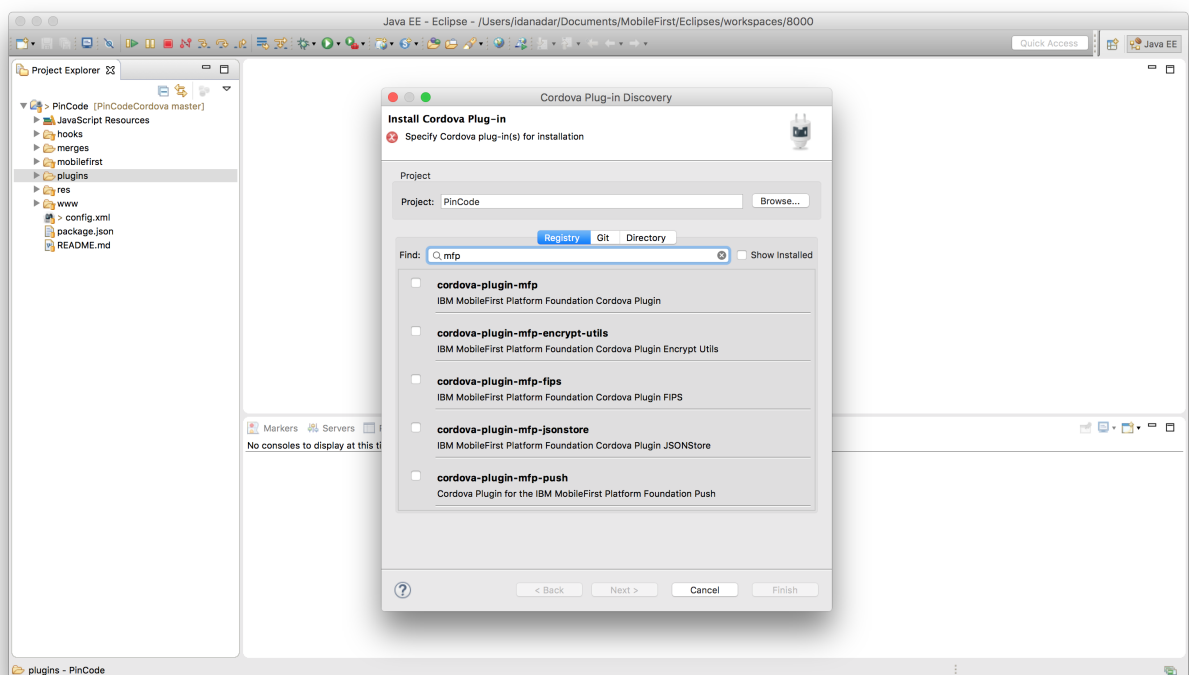 Java EE - Eclipse - /Users/idanadar/Documents/MobileFirst/Eclipses/workspaces/8000
Quick Access
Java EE
Project Explorer
> PinCode [PinCodeCordova master]
JavaScript Resources
hooks
merges
mobilefirst
plugins
res
www
> config.xml
package.json
README.md
Cordova Plug-in Discovery
Install Cordova Plug-in
Specify Cordova plug-in(s) for installation
Project
Project: PinCode Browse...
Registry Git Directory
Find: mfp Show Installed
cordova-plugin-mfp
IBM MobileFirst Platform Foundation Cordova Plugin
cordova-plugin-mfp-encrypt-utils
IBM MobileFirst Platform Foundation Cordova Plugin Encrypt Utils
cordova-plugin-mfp-fips
IBM MobileFirst Platform Foundation Cordova Plugin FIPS
cordova-plugin-mfp-jsonstore
IBM MobileFirst Platform Foundation Cordova Plugin JSONStore
cordova-plugin-mfp-push
Cordova Plugin for the IBM MobileFirst Platform Foundation Push
< Back Next > Cancel Finish
Markers Servers
No consoles to display at this
plugins - PinCode